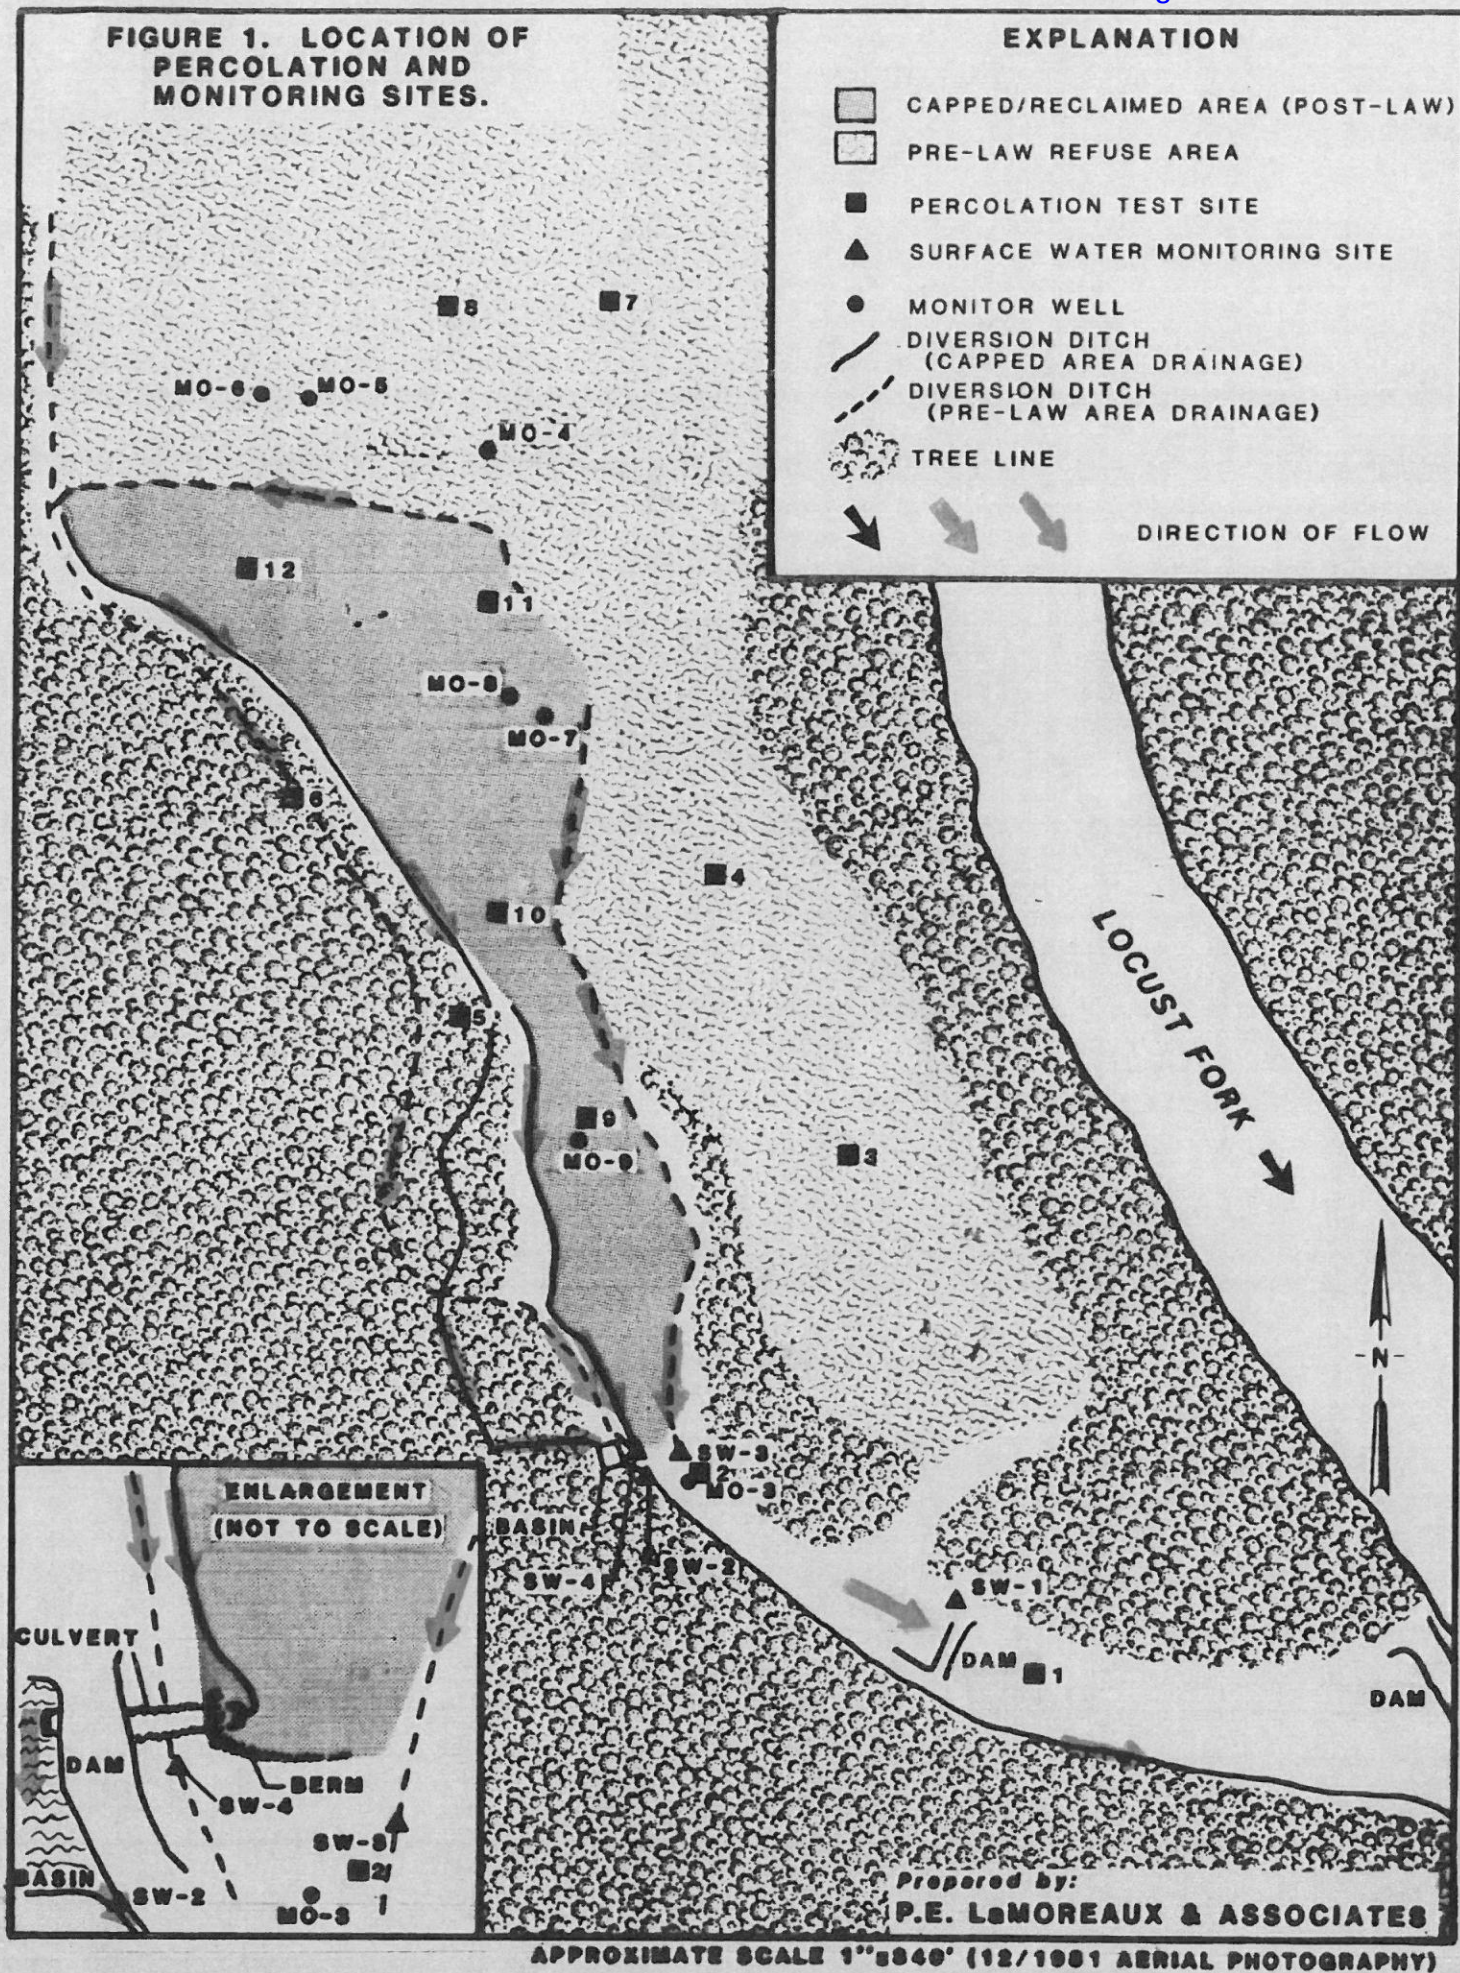 FIGURE 1. LOCATION OF
PERCOLATION AND
MONITORING SITES.
EXPLANATION
CAPPED/RECLAIMED AREA (POST-LAW)
PRE-LAW REFUSE AREA
PERCOLATION TEST SITE
SURFACE WATER MONITORING SITE
MONITOR WELL
DIVERSION DITCH
(CAPPED AREA DRAINAGE)
DIVERSION DITCH
(PRE-LAW AREA DRAINAGE)
TREE LINE
DIRECTION OF FLOW
8
7
MO-6
MO-5
MO-4
12
11
MO-8
MO-7
6
4
10
LOCUST FORK
5
9
MO-9
3
-N-
SW-3
2
MO-3
BASIN
SW-4
SW-2
SW-1
DAM
1
DAM
ENLARGEMENT
(NOT TO SCALE)
CULVERT
DAM
BERM
SW-4
SW-3
2
BASIN
SW-2
MO-3
Prepared by:
P.E. LaMOREAUX & ASSOCIATES
APPROXIMATE SCALE 1"=840' (12/1981 AERIAL PHOTOGRAPHY)